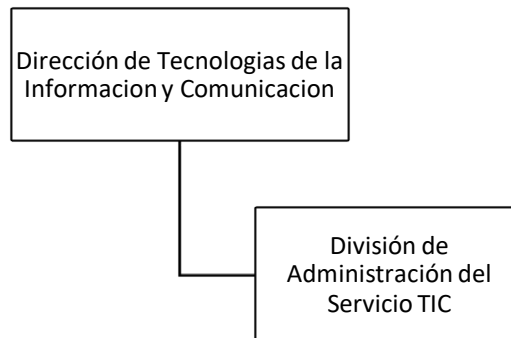 Dirección de Tecnologias de la
Informacion y Comunicacion
División de
Administración del
Servicio TIC